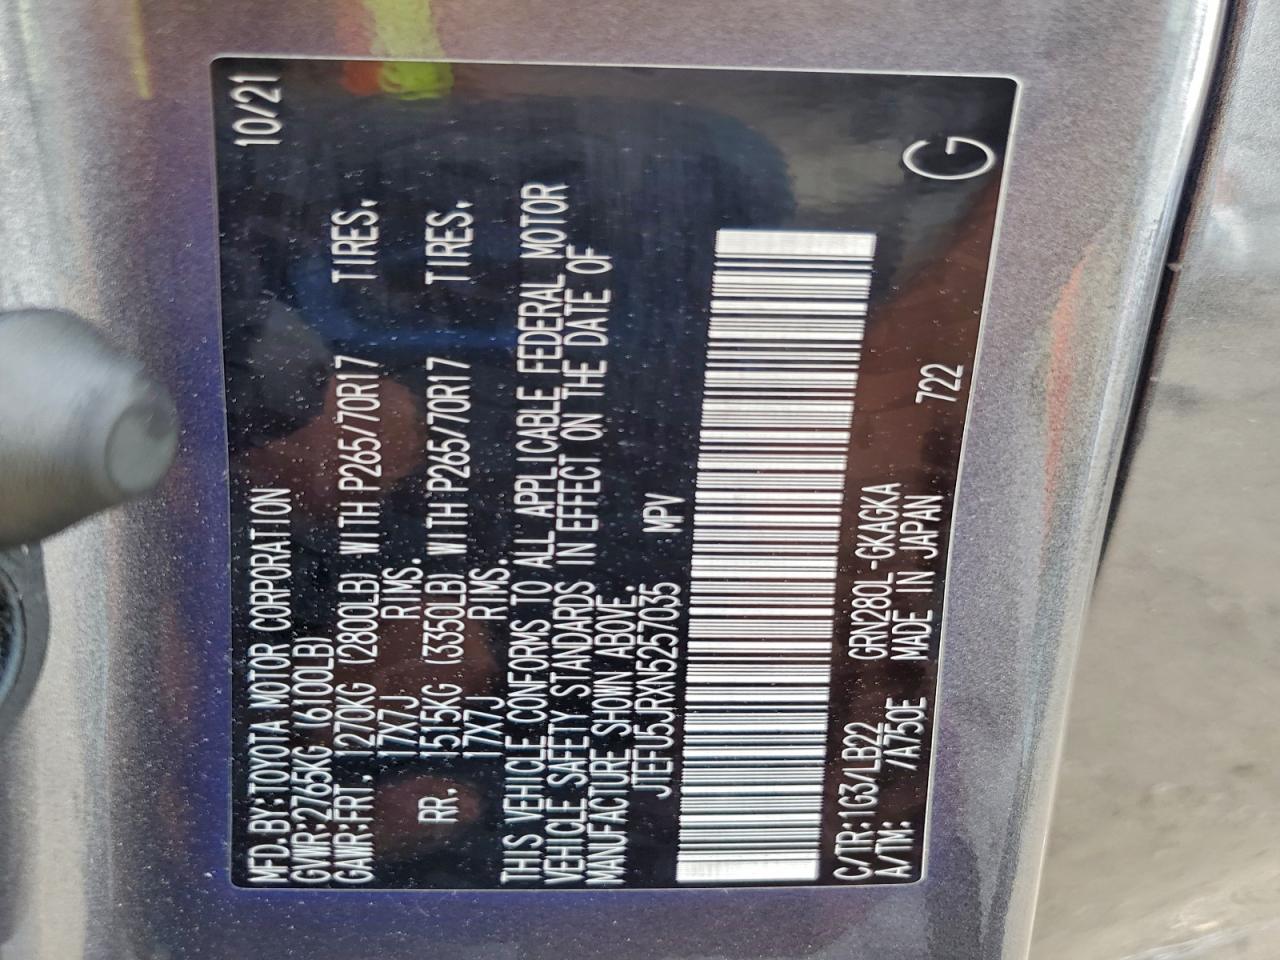 MFD.BY:TOYOTA MOTOR CORPORATION 10/21
GVWR:2765KG (6100LB)
GAWR:FRT. 1270KG (2800LB) WITH P265/70R17 TIRES,
17X7J RIMS.
RR. 1515KG (3350LB) WITH P265/70R17 TIRES,
17X7J RIMS.
THIS VEHICLE CONFORMS TO ALL APPLICABLE FEDERAL MOTOR
VEHICLE SAFETY STANDARDS IN EFFECT ON THE DATE OF
MANUFACTURE SHOWN ABOVE.
JTEFU5JRXN5257035 MPV
C/TR:1G3/LB22 GRN280L-GKAGKA 722
A/TM: /A750E MADE IN JAPAN
G